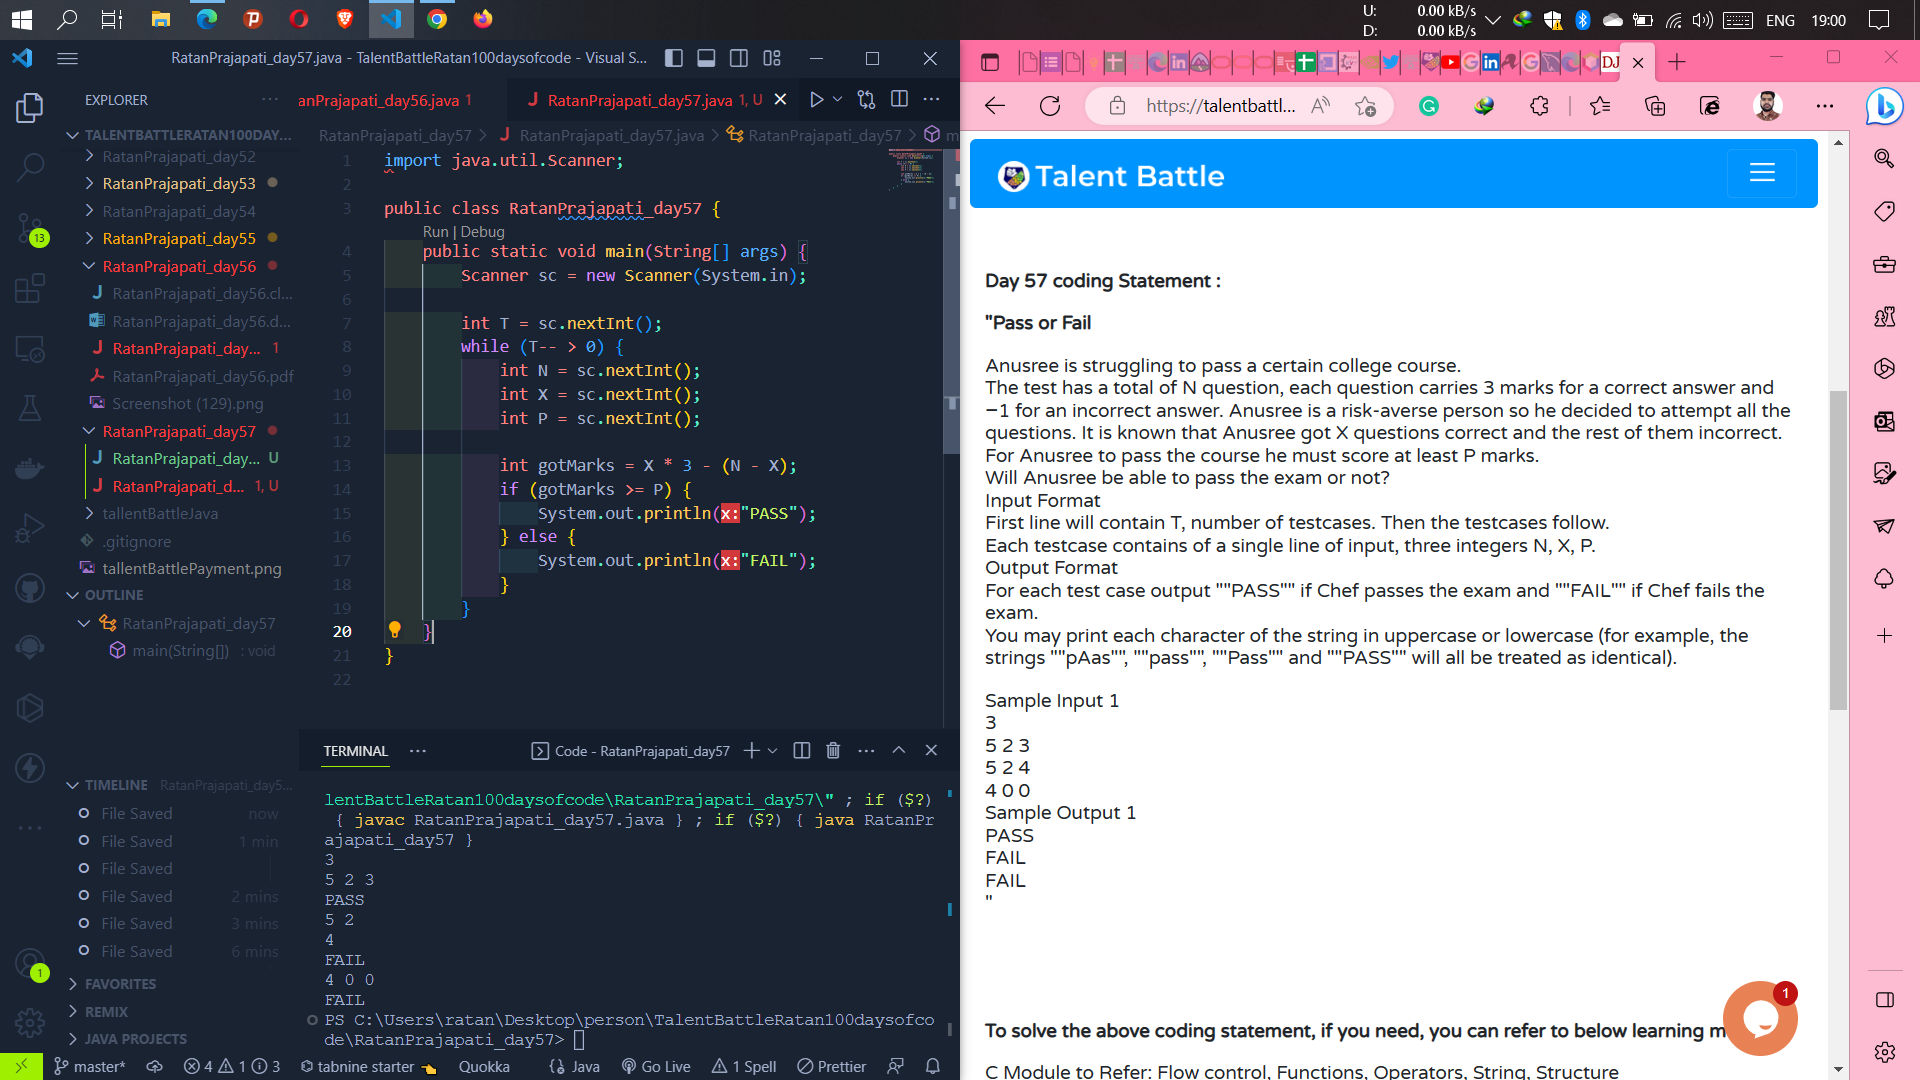 U: 0.00 kB/s
D: 0.00 kB/s
ENG 19:00
RatanPrajapati_day57.java - TalentBattleRatan100daysofcode - Visual S...
EXPLORER
TALENTBATTLERATAN100DAY...
RatanPrajapati_day52
RatanPrajapati_day53
RatanPrajapati_day54
RatanPrajapati_day55
RatanPrajapati_day56
RatanPrajapati_day56.cl...
RatanPrajapati_day56.d...
RatanPrajapati_day... 1
RatanPrajapati_day56.pdf
Screenshot (129).png
RatanPrajapati_day57
RatanPrajapati_day... U
RatanPrajapati_d... 1, U
tallentBattleJava
.gitignore
tallentBattlePayment.png
OUTLINE
RatanPrajapati_day57
main(String[]) : void
TIMELINE RatanPrajapati_day5...
File Saved now
File Saved 1 min
File Saved
File Saved 2 mins
File Saved 3 mins
File Saved 6 mins
FAVORITES
REMIX
JAVA PROJECTS
13
1
anPrajapati_day56.java 1
RatanPrajapati_day57.java 1, U
RatanPrajapati_day57 > RatanPrajapati_day57.java > RatanPrajapati_day57 > m
1 import java.util.Scanner;
2
3 public class RatanPrajapati_day57 {
Run | Debug
4 public static void main(String[] args) {
5 Scanner sc = new Scanner(System.in);
6
7 int T = sc.nextInt();
8 while (T-- > 0) {
9 int N = sc.nextInt();
10 int X = sc.nextInt();
11 int P = sc.nextInt();
12
13 int gotMarks = X * 3 - (N - X);
14 if (gotMarks >= P) {
15 System.out.println(x:"PASS");
16 } else {
17 System.out.println(x:"FAIL");
18 }
19 }
20 }
21 }
22
TERMINAL
Code - RatanPrajapati_day57
lentBattleRatan100daysofcode\RatanPrajapati_day57\" ; if ($?)
{ javac RatanPrajapati_day57.java } ; if ($?) { java RatanPr
ajapati_day57 }
3
5 2 3
PASS
5 2
4
FAIL
4 0 0
FAIL
PS C:\Users\ratan\Desktop\person\TalentBattleRatan100daysofco
de\RatanPrajapati_day57>
master* 4 1 3 tabnine starter Quokka {} Java Go Live 1 Spell Prettier
DJ
https://talentbattl...
Talent Battle
Day 57 coding Statement :
"Pass or Fail
Anusree is struggling to pass a certain college course.
The test has a total of N question, each question carries 3 marks for a correct answer and
−1 for an incorrect answer. Anusree is a risk-averse person so he decided to attempt all the
questions. It is known that Anusree got X questions correct and the rest of them incorrect.
For Anusree to pass the course he must score at least P marks.
Will Anusree be able to pass the exam or not?
Input Format
First line will contain T, number of testcases. Then the testcases follow.
Each testcase contains of a single line of input, three integers N, X, P.
Output Format
For each test case output ""PASS"" if Chef passes the exam and ""FAIL"" if Chef fails the
exam.
You may print each character of the string in uppercase or lowercase (for example, the
strings ""pAas"", ""pass"", ""Pass"" and ""PASS"" will all be treated as identical).
Sample Input 1
3
5 2 3
5 2 4
4 0 0
Sample Output 1
PASS
FAIL
FAIL
"
1
To solve the above coding statement, if you need, you can refer to below learning m
C Module to Refer: Flow control, Functions, Operators, String, Structure